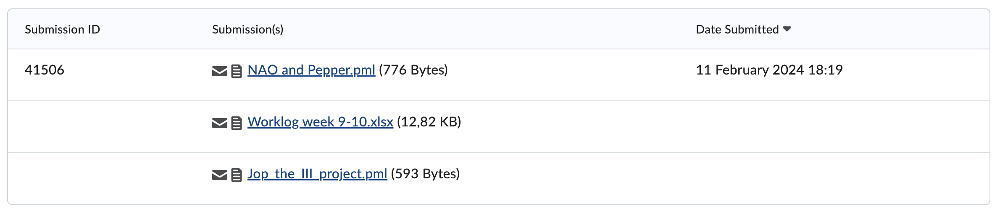 Submission ID Submission(s) Date Submitted
41506 NAO and Pepper.pml (776 Bytes) 11 February 2024 18:19
Worklog week 9-10.xlsx (12,82 KB)
Jop_the_III_project.pml (593 Bytes)